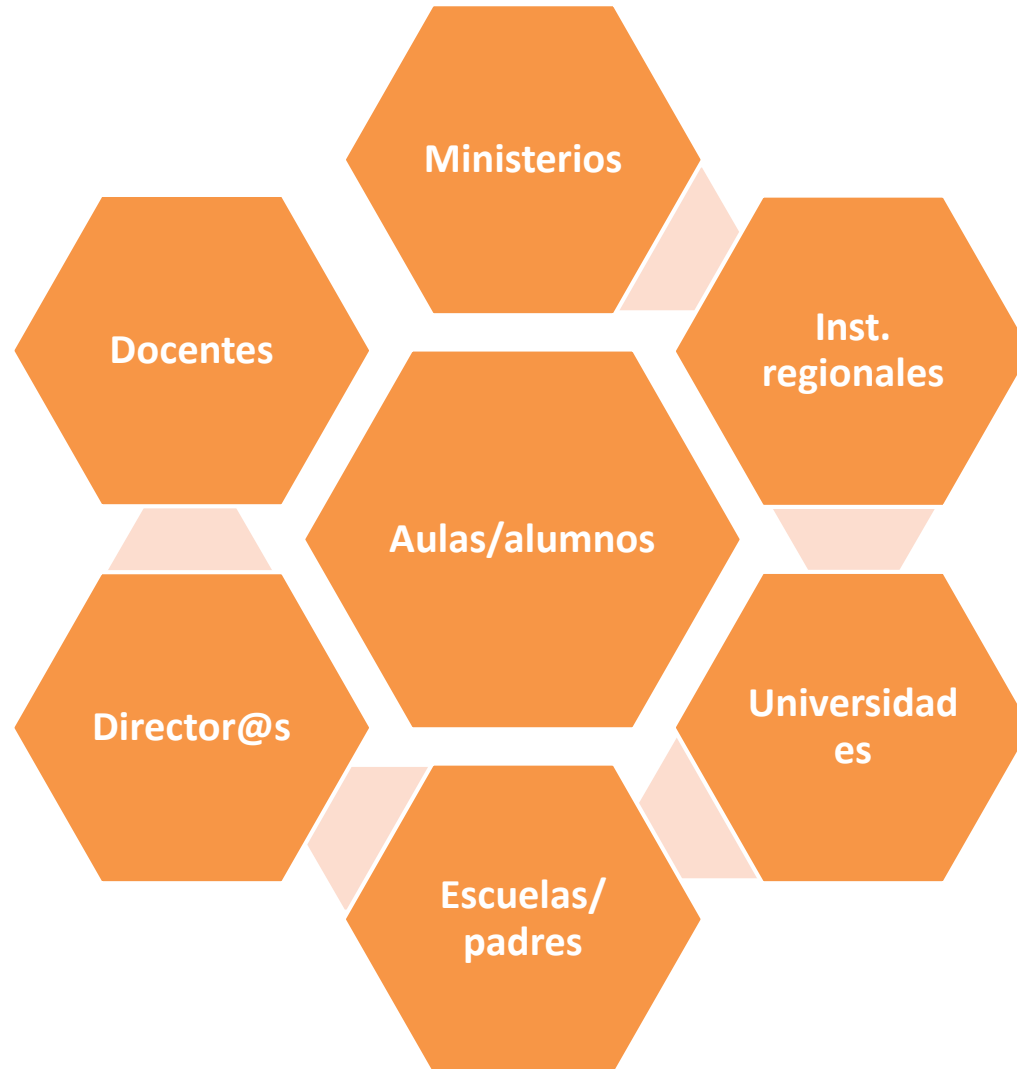 Ministerios
Inst.
regionales
Docentes
Aulas/alumnos
Universidad
es
Director@s
Escuelas/
padres